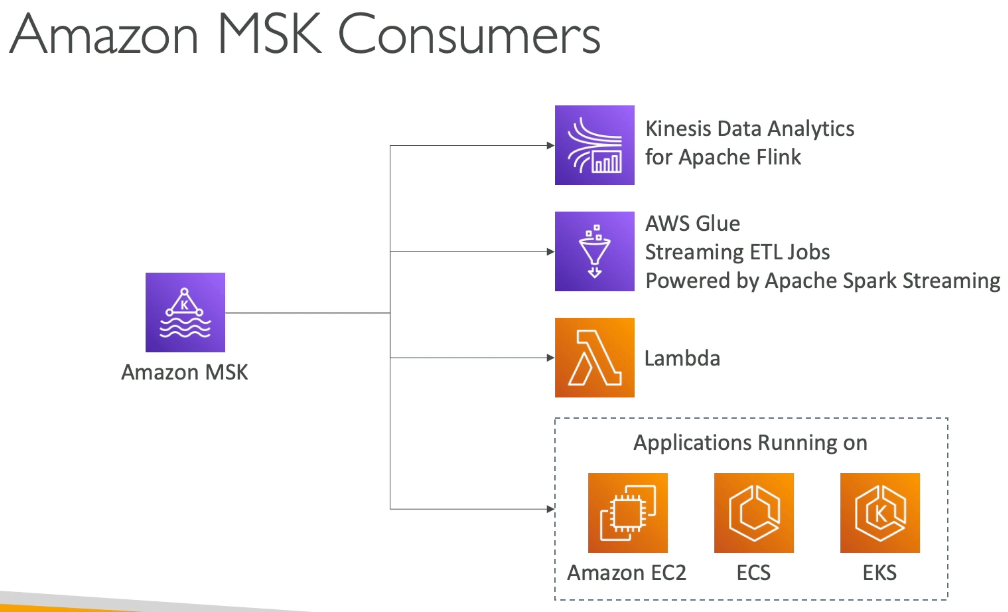 Amazon MSK Consumers
Kinesis Data Analytics
for Apache Flink
AWS Glue
Streaming ETL Jobs
Powered by Apache Spark Streaming
K
Amazon MSK
Lambda
Applications Running on
K
Amazon EC2
ECS
EKS